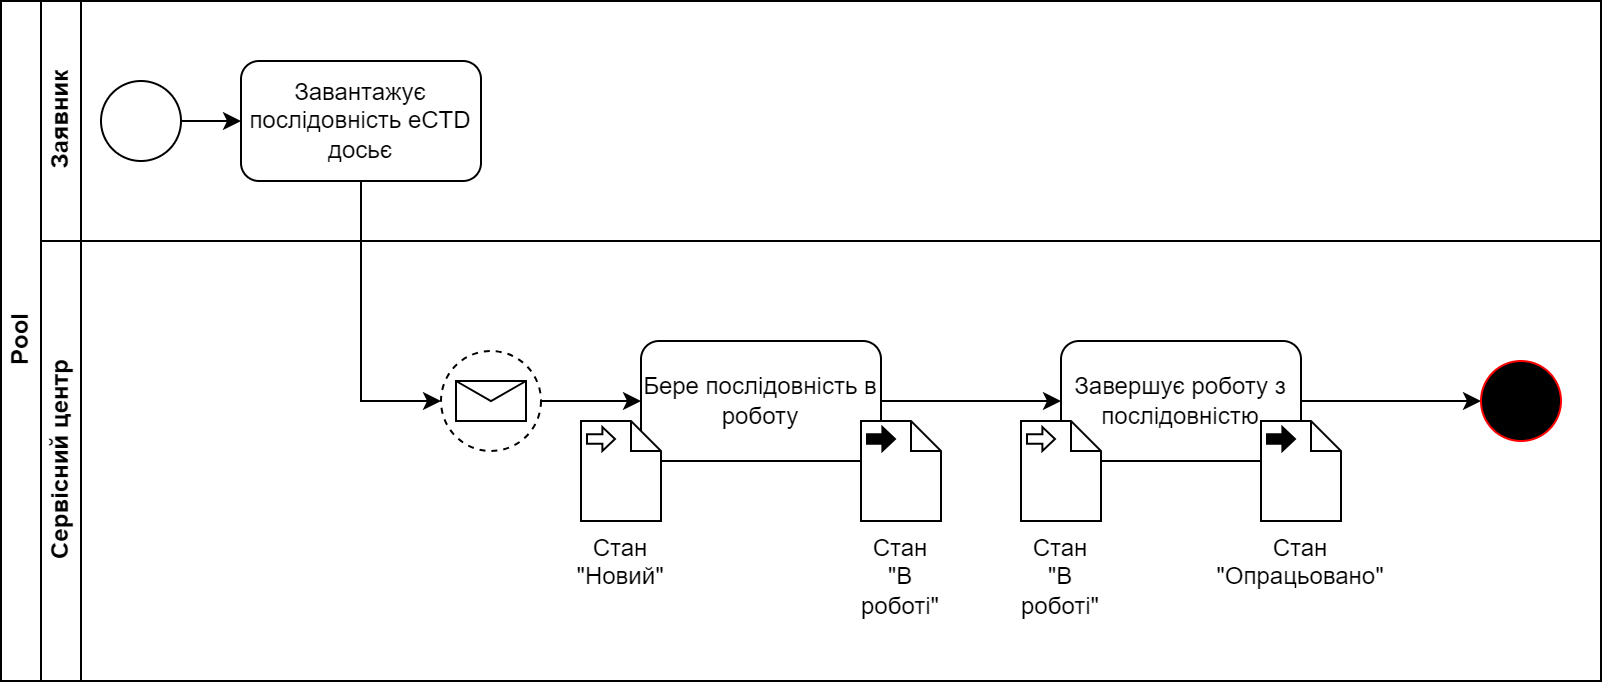 Pool
Заявник
Завантажує
послідовність eCTD
досьє
Сервісний центр
Бере послідовність в
роботу
Завершує роботу з
послідовністю
Стан
"Новий"
Стан
"В
роботі"
Стан
"В
роботі"
Стан
"Опрацьовано"